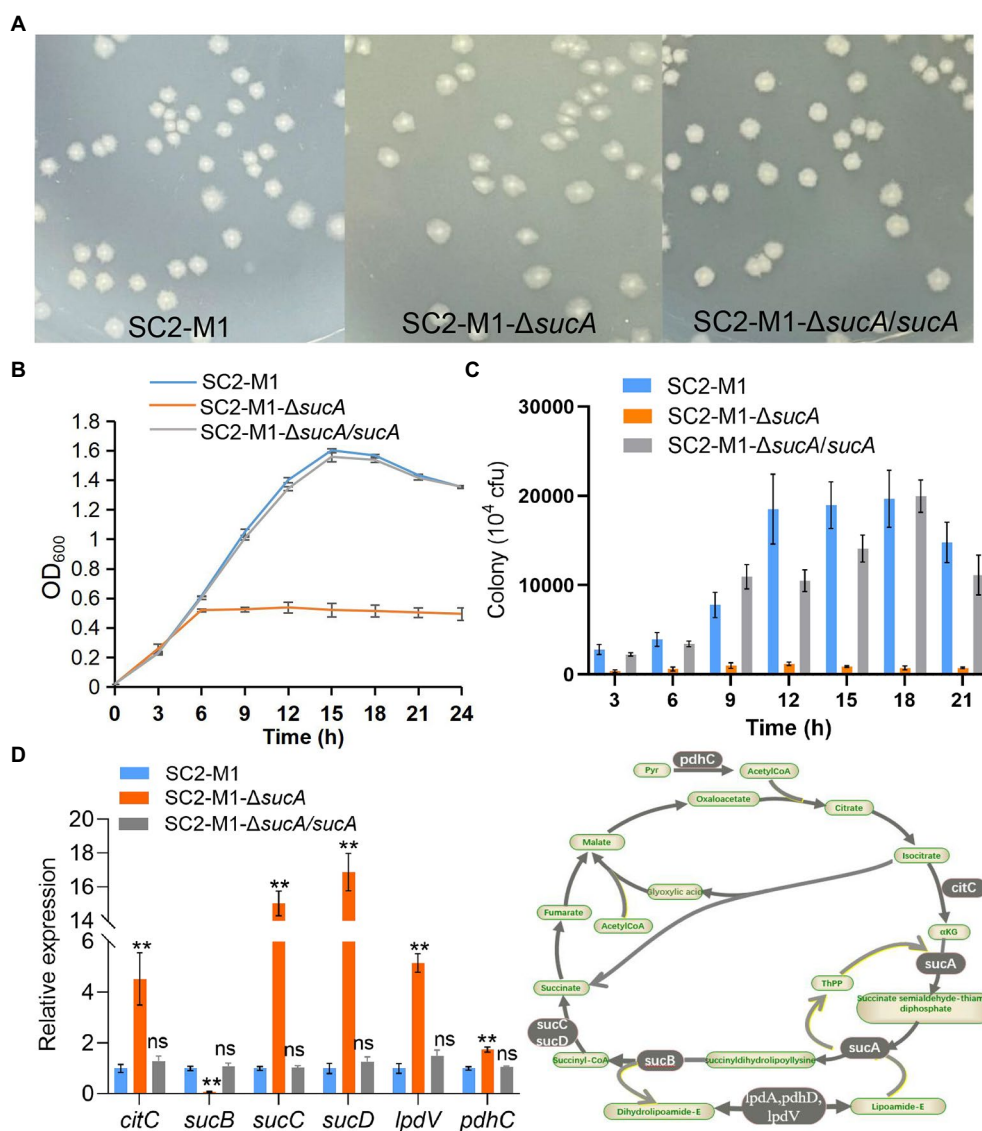 A
SC2-M1
SC2-M1-ΔsucA
SC2-M1-ΔsucA/sucA
B
SC2-M1
SC2-M1-ΔsucA
SC2-M1-ΔsucA/sucA
1.8
1.6
1.4
1.2
1
0.8
0.6
0.4
0.2
0
OD600
0 3 6 9 12 15 18 21 24
Time (h)
C
SC2-M1
SC2-M1-ΔsucA
SC2-M1-ΔsucA/sucA
30000
20000
10000
0
Colony (10⁴ cfu)
3 6 9 12 15 18 21
Time (h)
D
SC2-M1
SC2-M1-ΔsucA
SC2-M1-ΔsucA/sucA
Relative expression
20
18
16
14
6
4
2
0
** ns
** ns
** ns
** ns
** ns
** ns
citC sucB sucC sucD lpdV pdhC
pdhC
Pyr
AcetylCoA
Oxaloacetate
Citrate
Malate
Isocitrate
Glyoxylic acid
citC
Fumarate
AcetylCoA
αKG
sucA
ThPP
Succinate
Succinate semialdehyde-thiam
diphosphate
sucC
sucD
sucA
Succinyl-CoA
sucB
succinyldihydrolipoyllysine
lpdA,pdhD,
lpdV
Dihydrolipoamide-E
Lipoamide-E